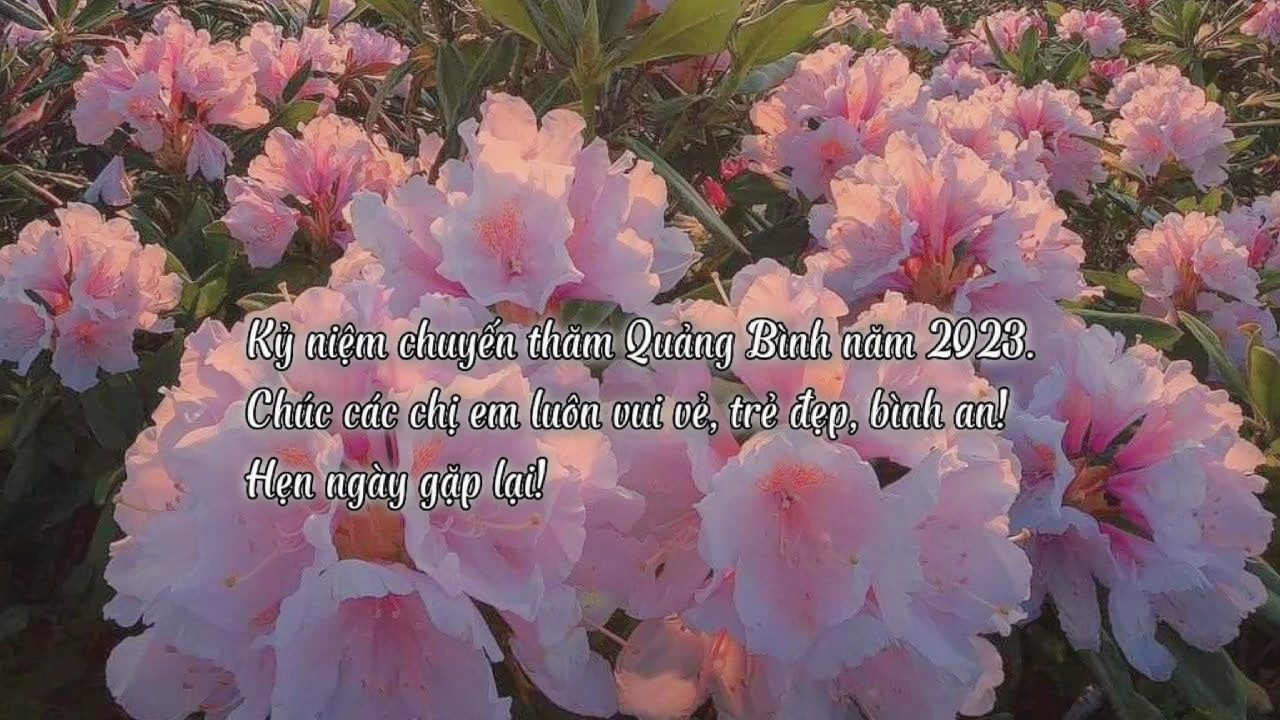 Kỷ niệm chuyến thăm Quảng Bình năm 2023.
Chúc các chị em luôn vui vẻ, trẻ đẹp, bình an!
Hẹn ngày gặp lại!